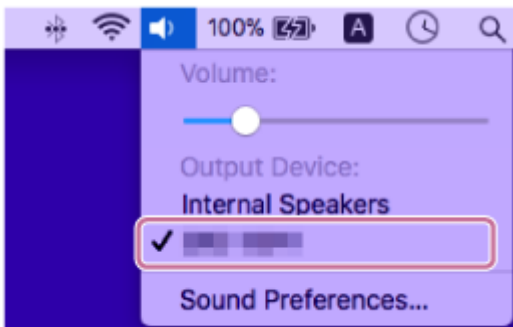 100% A
Volume:
Output Device:
Internal Speakers
Sound Preferences...